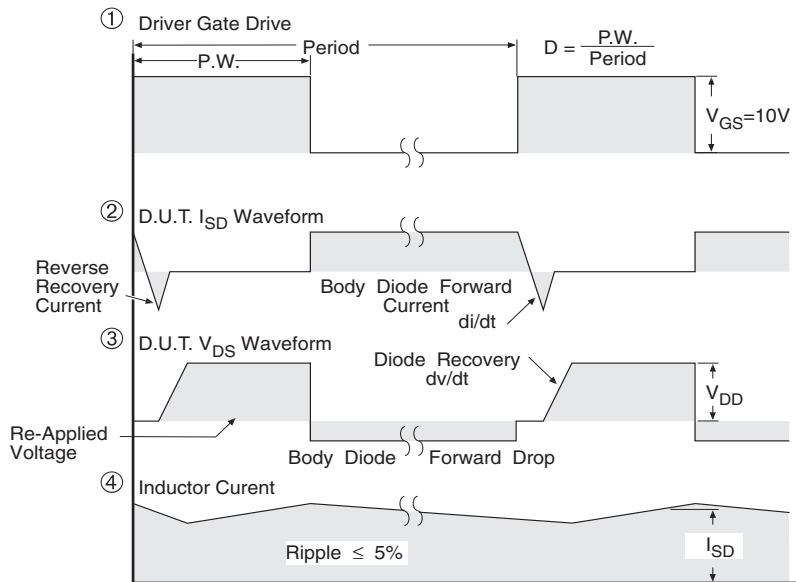 ① Driver Gate Drive
Period
P.W.
D = P.W.
Period
V_GS=10V
② D.U.T. I_SD Waveform
Reverse
Recovery
Current
Body Diode Forward
Current
di/dt
③ D.U.T. V_DS Waveform
Diode Recovery
dv/dt
V_DD
Re-Applied
Voltage
Body Diode Forward Drop
④ Inductor Curent
Ripple ≤ 5%
I_SD